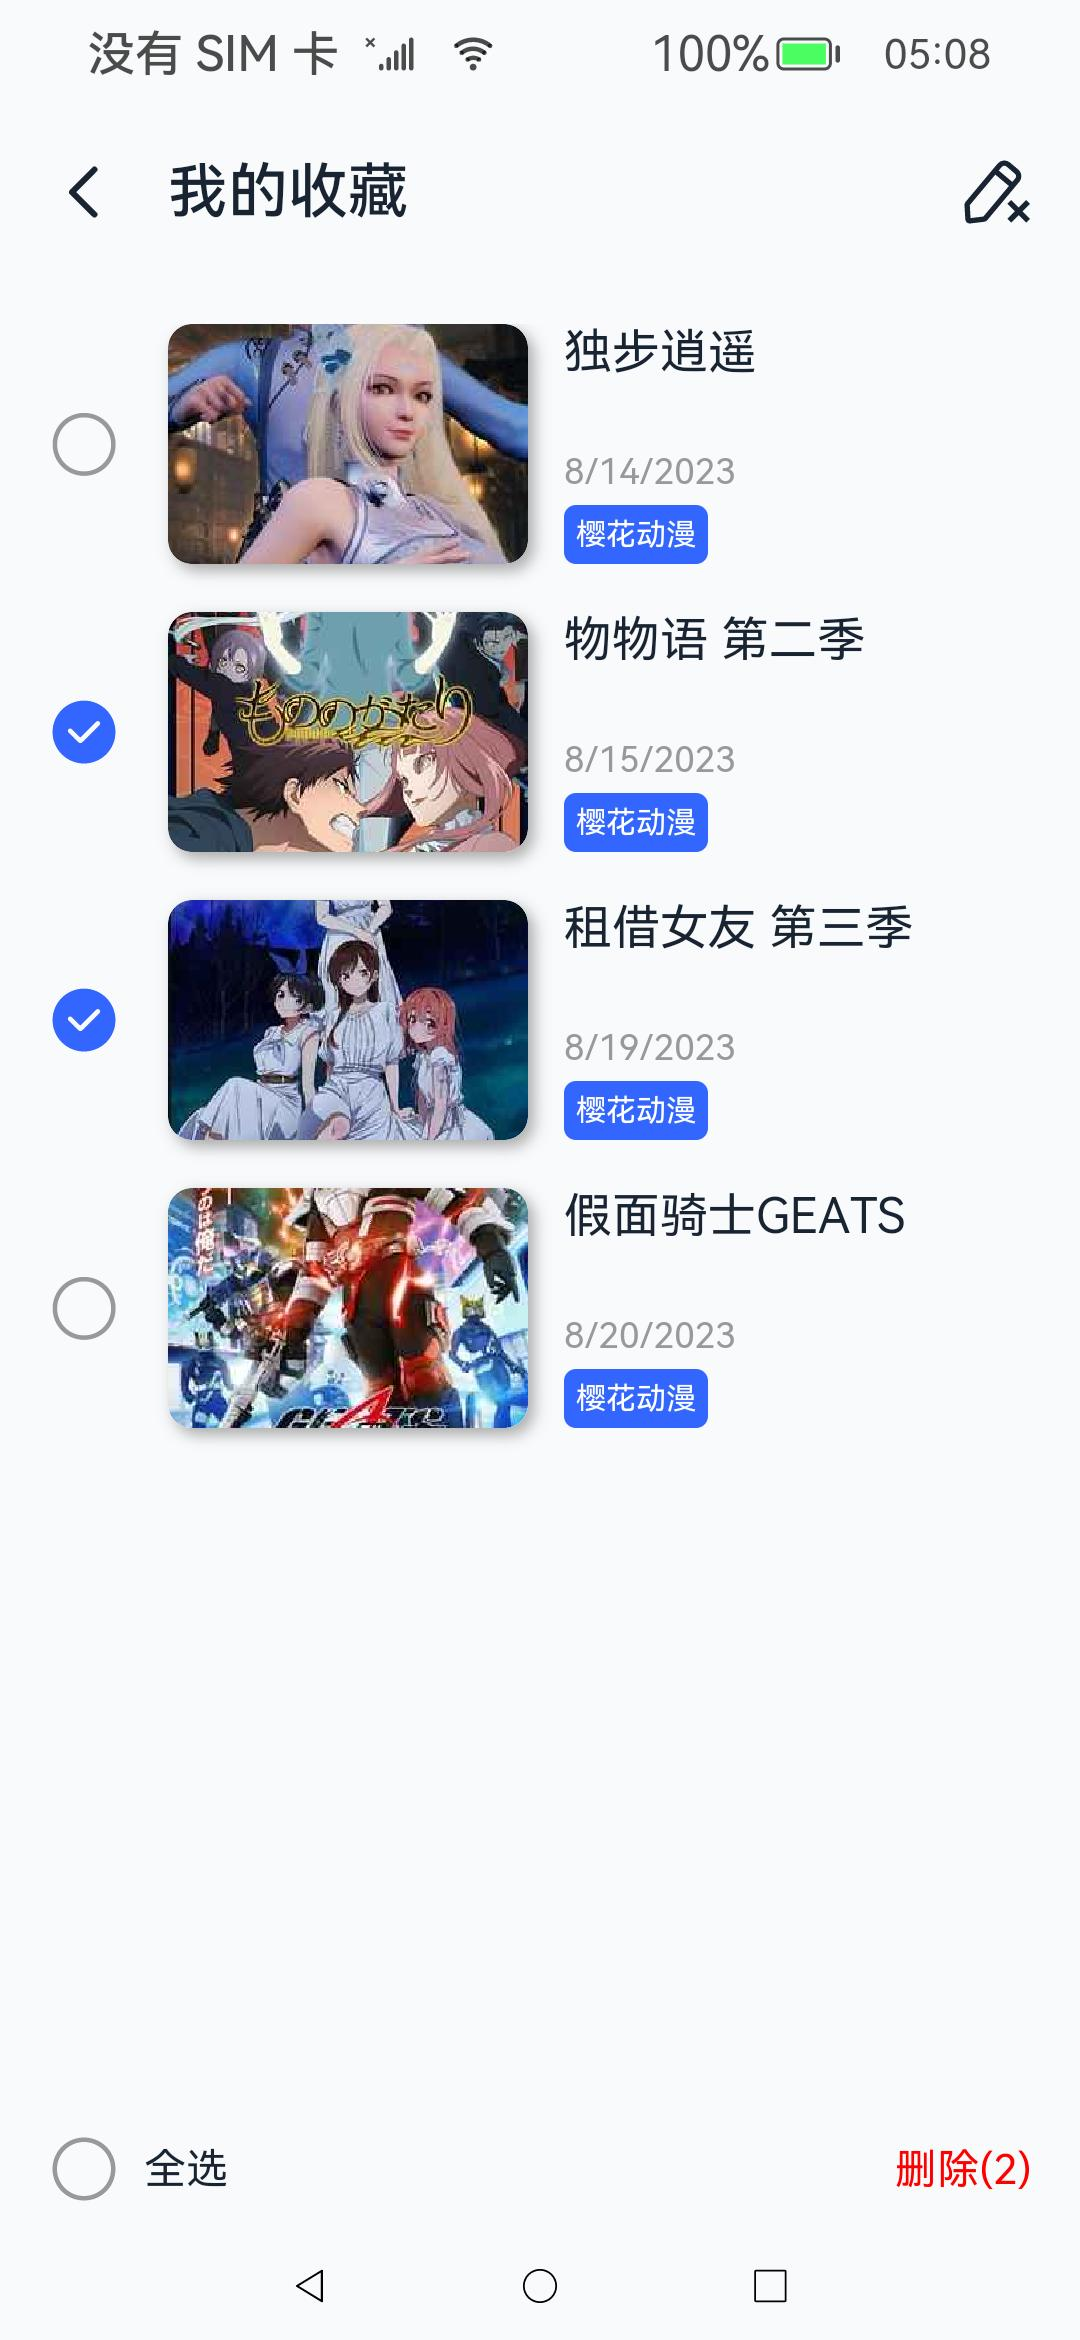 没有 SIM 卡 100% 05:08
我的收藏
独步逍遥
8/14/2023
樱花动漫
もののがたり
物物语 第二季
8/15/2023
樱花动漫
租借女友 第三季
8/19/2023
樱花动漫
假面骑士GEATS
8/20/2023
樱花动漫
全选 删除(2)